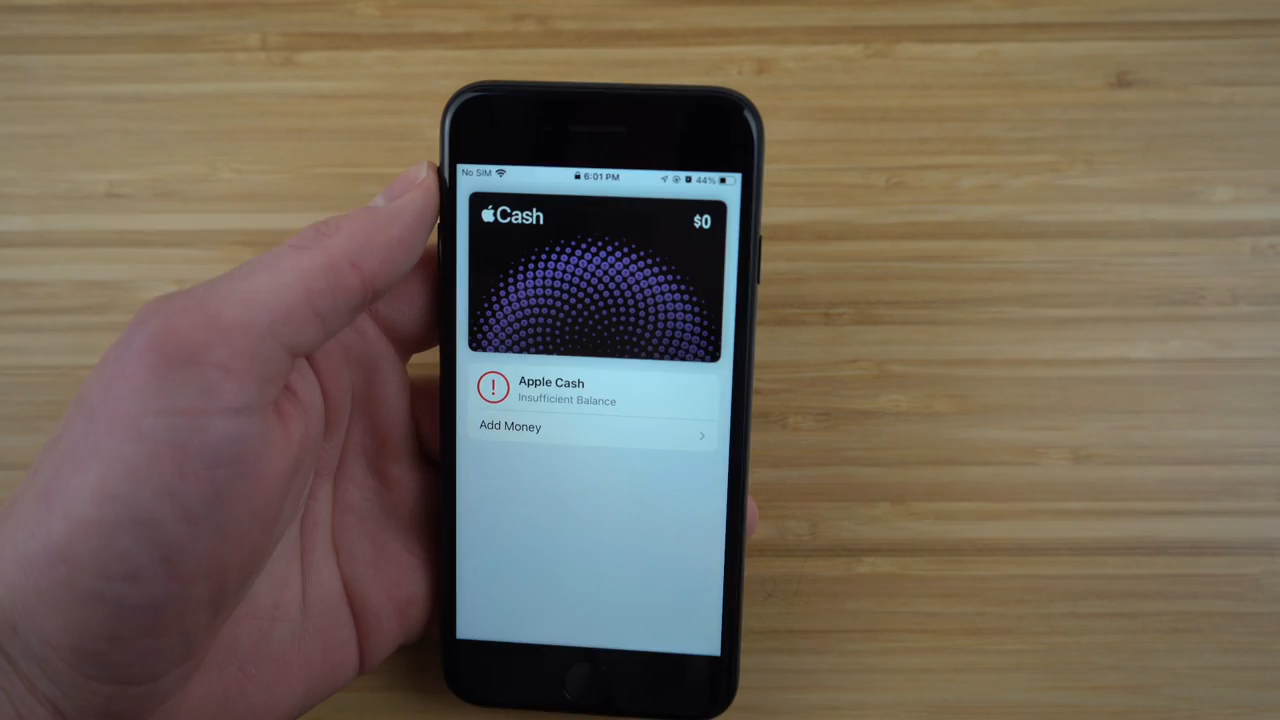 No SIM 6:01 PM 44%
Cash $0
Apple Cash
Insufficient Balance
Add Money